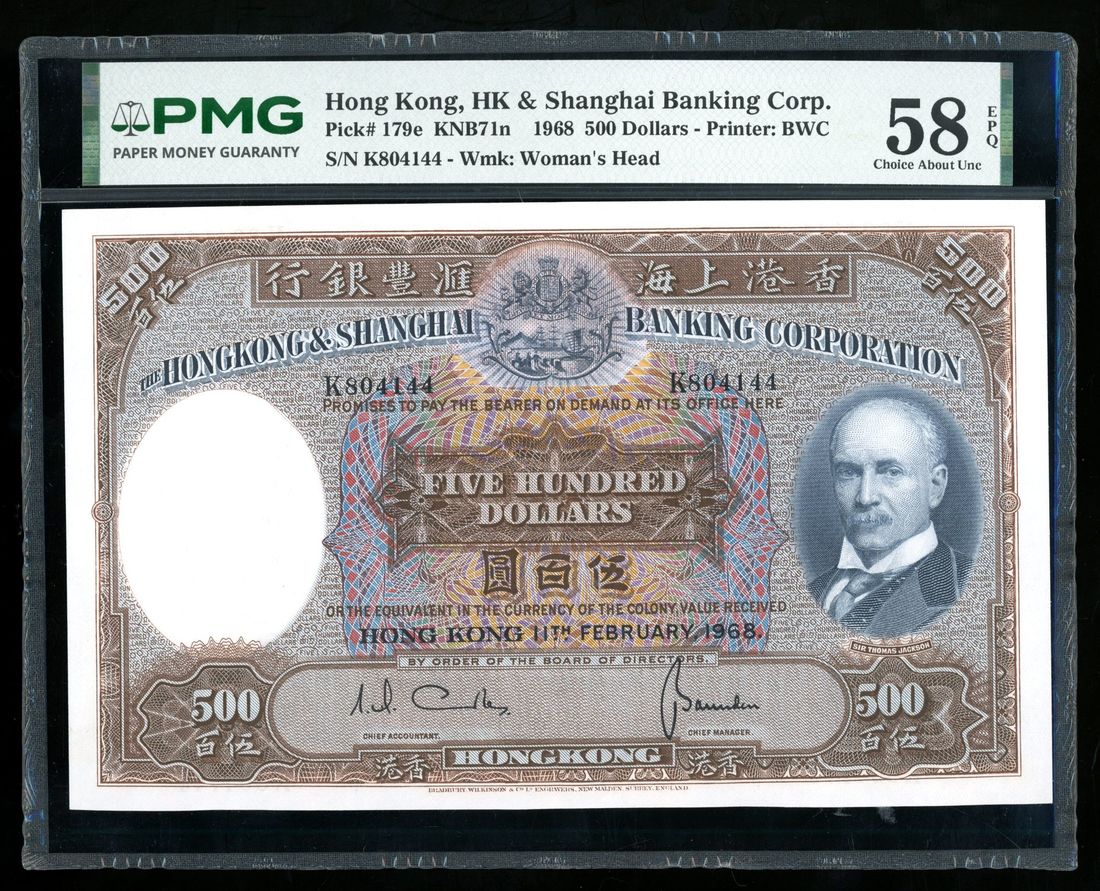 PMG
PAPER MONEY GUARANTY
Hong Kong, HK & Shanghai Banking Corp.
Pick# 179e KNB71n 1968 500 Dollars - Printer: BWC
S/N K804144 - Wmk: Woman's Head
58 EPQ
Choice About Unc
500
百伍
行銀豐滙 海上港香
500
百伍
THE HONGKONG & SHANGHAI BANKING CORPORATION
K804144 K804144
PROMISES TO PAY THE BEARER ON DEMAND AT ITS OFFICE HERE
FIVE HUNDRED
DOLLARS
圓百伍
OR THE EQUIVALENT IN THE CURRENCY OF THE COLONY, VALUE RECEIVED
HONG KONG 11TH FEBRUARY, 1968.
SIR THOMAS JACKSON
BY ORDER OF THE BOARD OF DIRECTORS.
500 500
百伍 百伍
CHIEF ACCOUNTANT. CHIEF MANAGER.
港香 HONGKONG 港香
BRADBURY, WILKINSON & Co Ld ENGRAVERS, NEW MALDEN, SURREY, ENGLAND